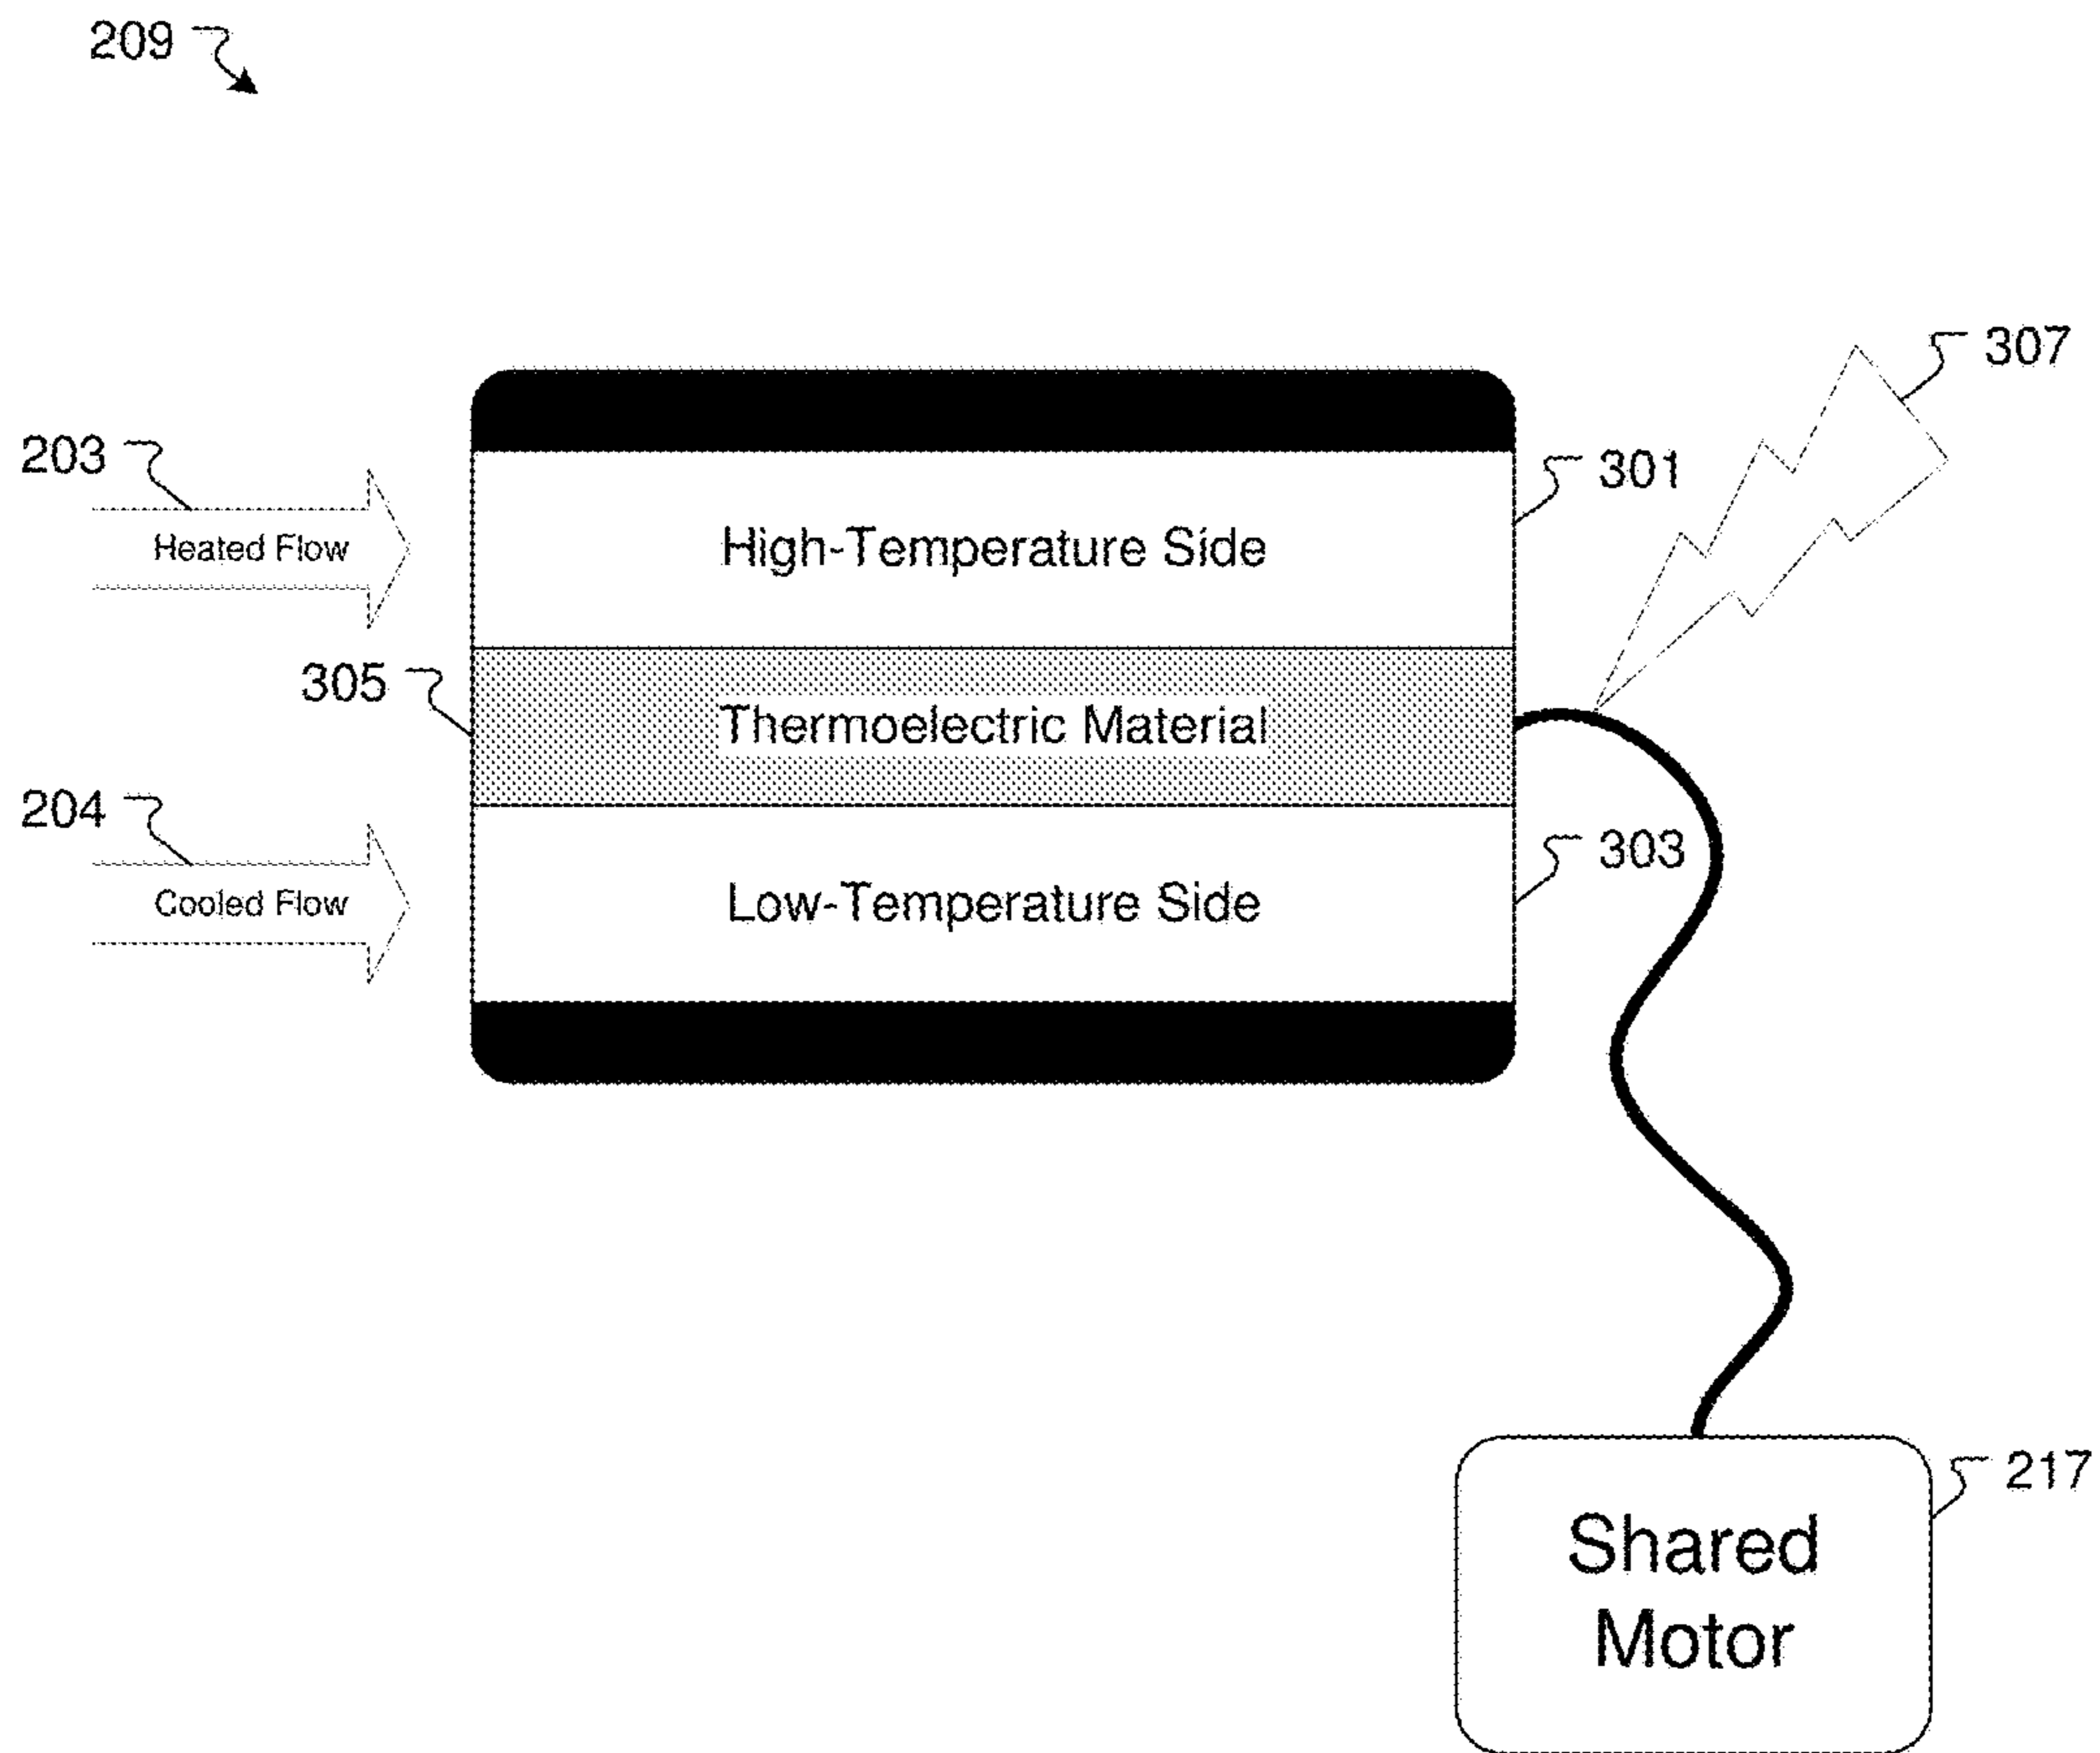 209
307
203
301
Heated Flow
High-Temperature Side
305
Thermoelectric Material
204
303
Cooled Flow
Low-Temperature Side
217
Shared
Motor